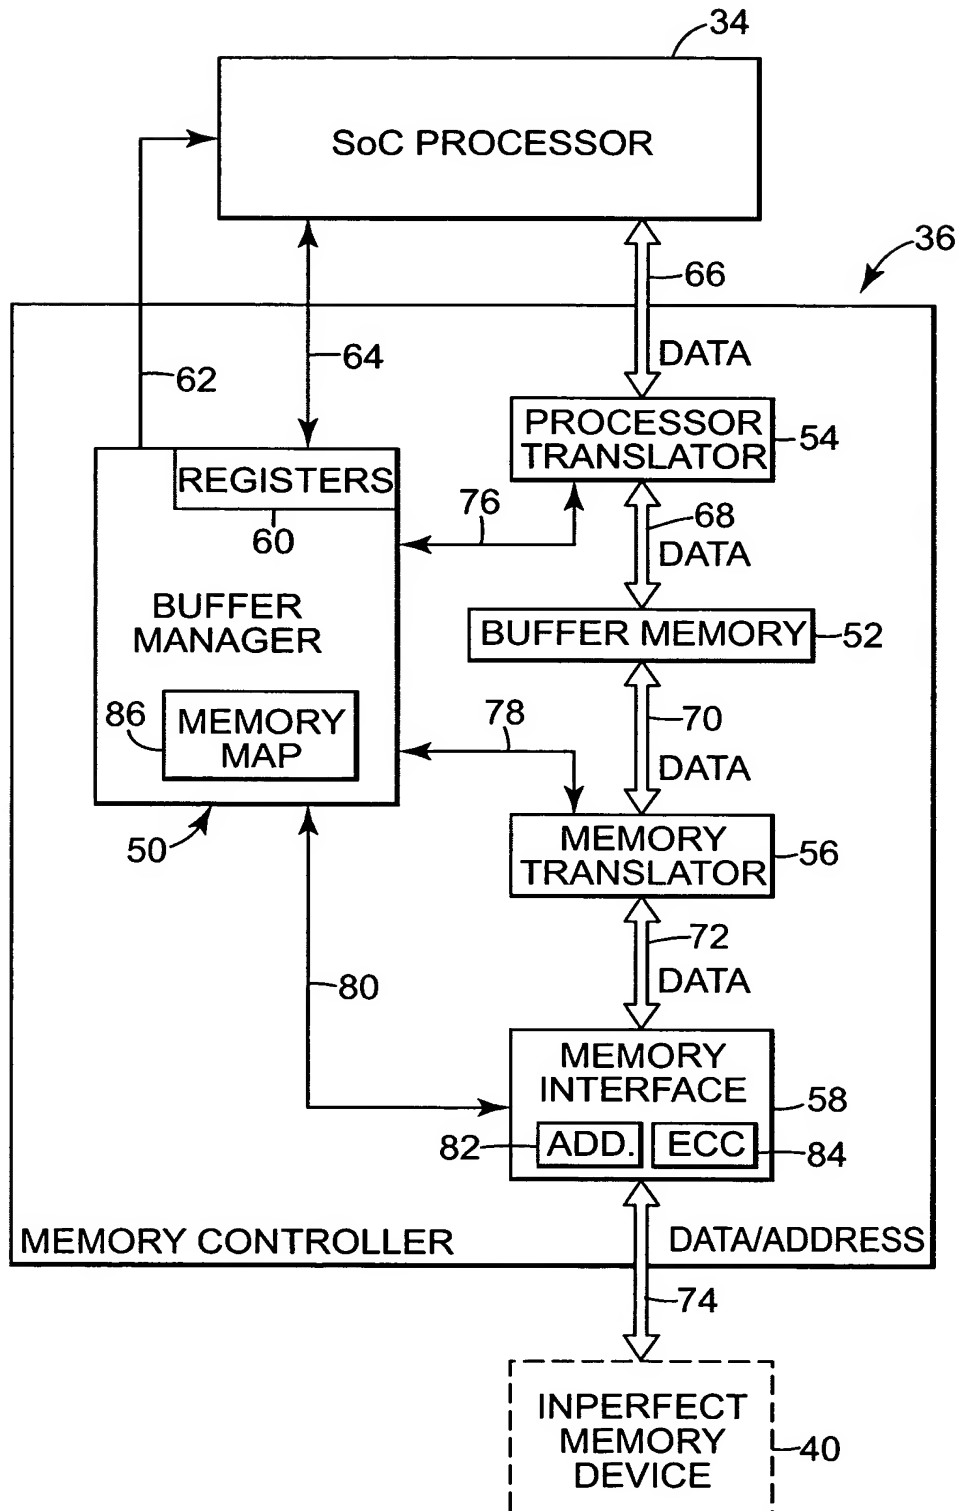 34
SoC PROCESSOR
36
66
62
64
DATA
PROCESSOR
TRANSLATOR
54
REGISTERS
60
76
68
DATA
BUFFER
MANAGER
BUFFER MEMORY
52
86
MEMORY
MAP
78
70
DATA
50
MEMORY
TRANSLATOR
56
72
80
DATA
MEMORY
INTERFACE
58
82
ADD.
ECC
84
MEMORY CONTROLLER
DATA/ADDRESS
74
INPERFECT
MEMORY
DEVICE
40